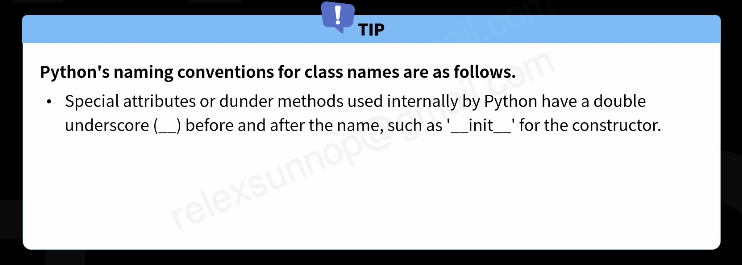 TIP
Python's naming conventions for class names are as follows.
• Special attributes or dunder methods used internally by Python have a double
underscore (__) before and after the name, such as '__init__' for the constructor.
relexsunnop@gmail.com